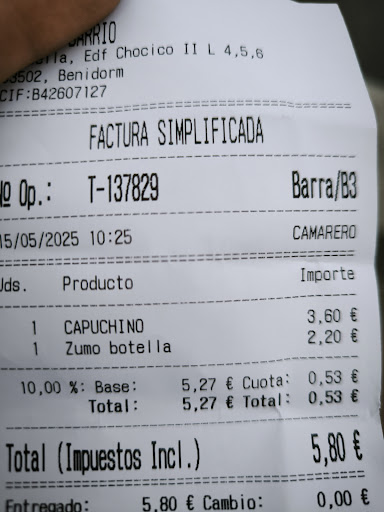 BARRIO
Edf Chocico II L 4,5,6
03502, Benidorm
CIF:B42607127
FACTURA SIMPLIFICADA
Nº Op.: T-137829 Barra/B3
15/05/2025 10:25 CAMARERO
Uds. Producto Importe
1 CAPUCHINO 3,60 €
1 Zumo botella 2,20 €
10,00 %: Base: 5,27 € Cuota: 0,53 €
Total: 5,27 € Total: 0,53 €
Total (Impuestos Incl.) 5,80 €
Entregado: 5,80 € Cambio: 0,00 €